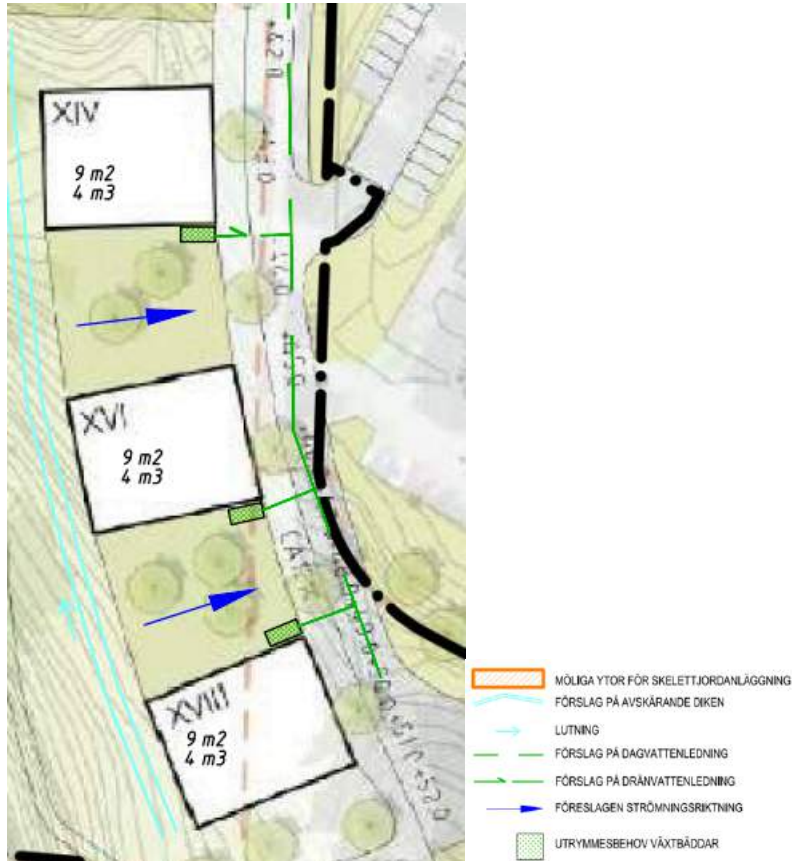 XIV
9 m2
4 m3
XVI
9 m2
4 m3
XVIII
9 m2
4 m3
MÖLIGA YTOR FÖR SKELETTJORDANLÄGGNING
FÖRSLAG PÅ AVSKÄRANDE DIKEN
LUTNING
FÖRSLAG PÅ DAGVATTENLEDNING
FÖRSLAG PÅ DRÄNVATTENLEDNING
FÖRESLAGEN STRÖMNINGSRIKTNING
UTRYMMESBEHOV VÄXTBÄDDAR